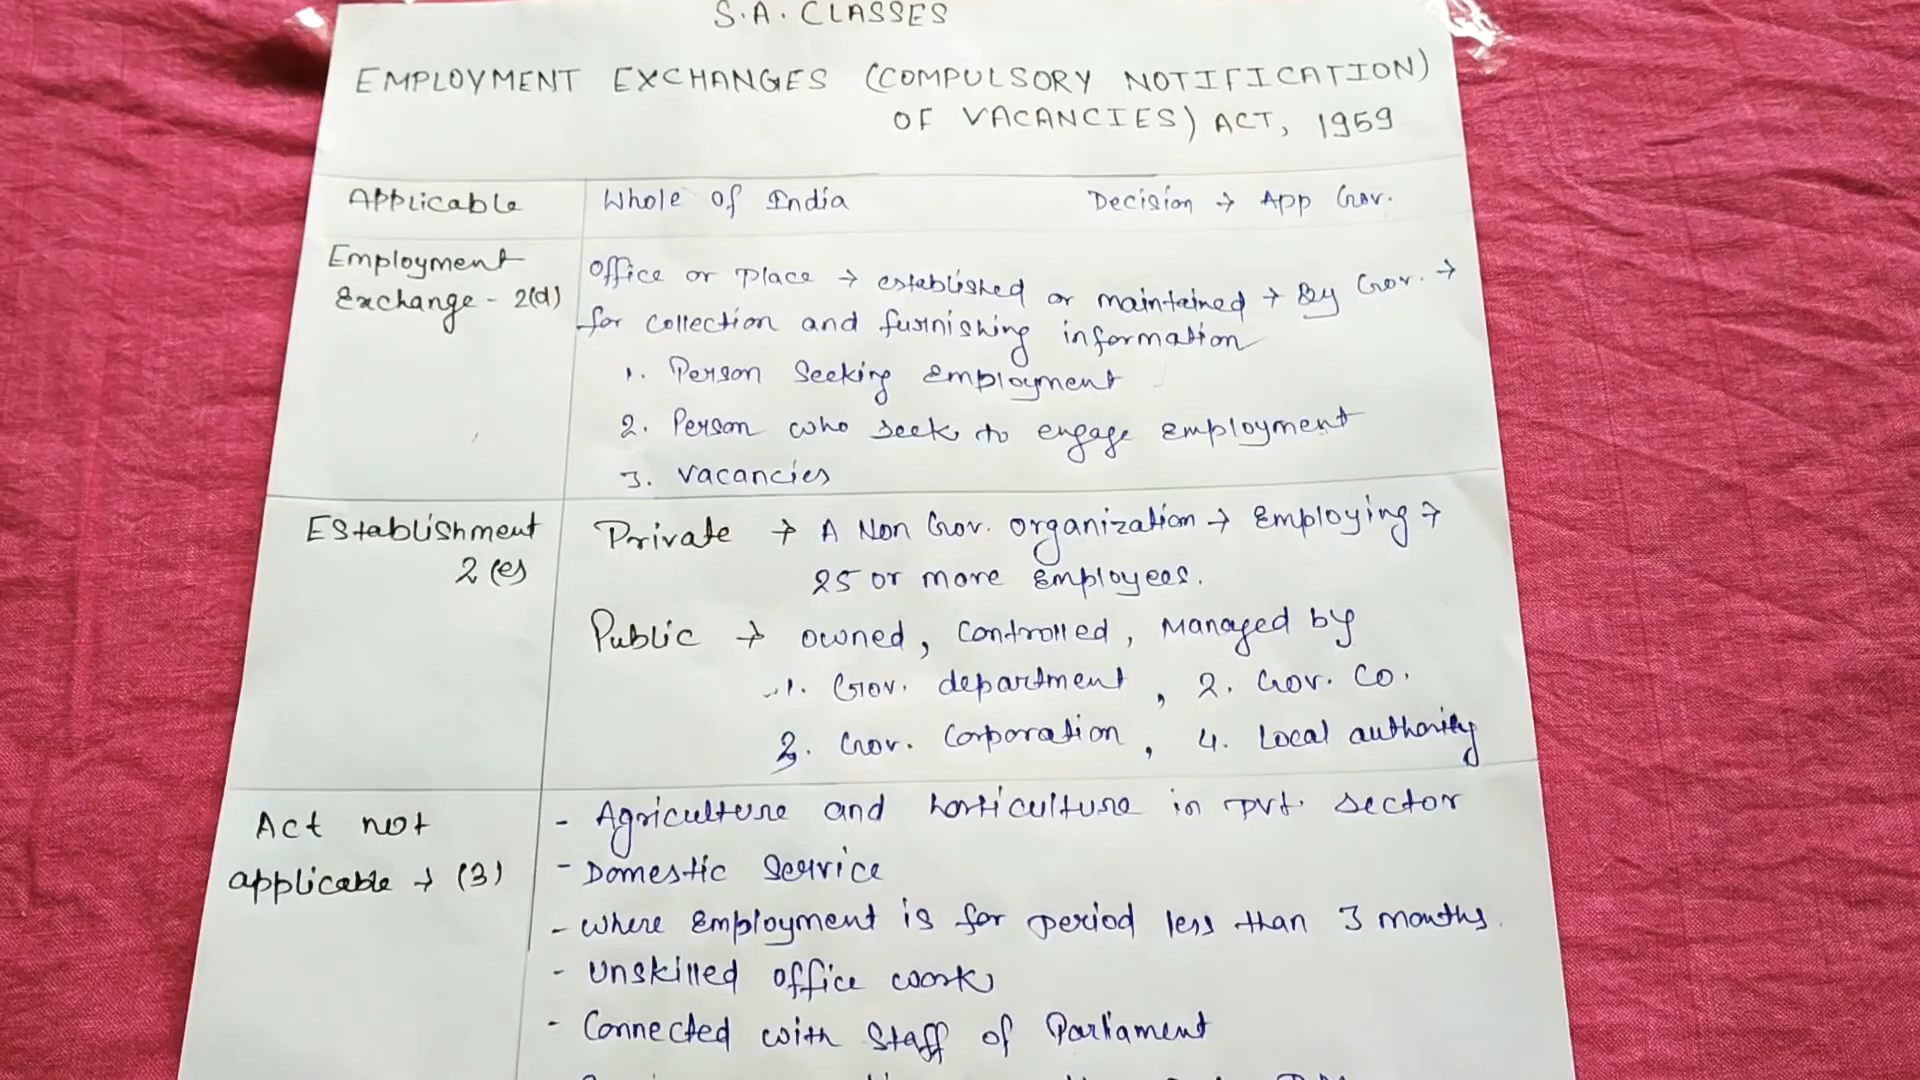 S.A. CLASSES
EMPLOYMENT EXCHANGES (COMPULSORY NOTIFICATION)
OF VACANCIES) ACT, 1959
Applicable
Whole of India
Decision → App Gov.
Employment
Exchange - 2(d)
Office or Place → established or maintained → By Gov. →
for collection and furnishing information
1. Person Seeking Employment
2. Person who seek to engage Employment
3. Vacancies
Establishment
2(e)
Private → A Non Gov. organization → Employing →
25 or more Employees.
Public → owned, Controlled, Managed by
1. Gov. department, 2. Gov. Co.
3. Gov. Corporation, 4. Local authority
Act not
applicable → (3)
- Agriculture and horticulture in pvt. sector
- Domestic Service
- where Employment is for period less than 3 months.
- Unskilled office work
- Connected with Staff of Parliament